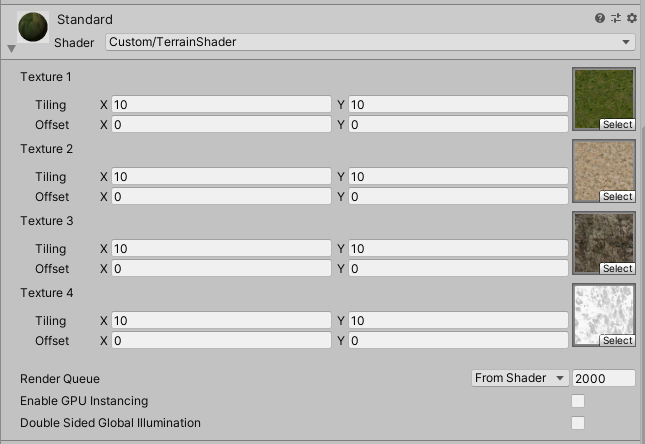 Standard
Shader Custom/TerrainShader
Texture 1
Tiling X 10 Y 10
Offset X 0 Y 0
Select
Texture 2
Tiling X 10 Y 10
Offset X 0 Y 0
Select
Texture 3
Tiling X 10 Y 10
Offset X 0 Y 0
Select
Texture 4
Tiling X 10 Y 10
Offset X 0 Y 0
Select
Render Queue From Shader 2000
Enable GPU Instancing
Double Sided Global Illumination